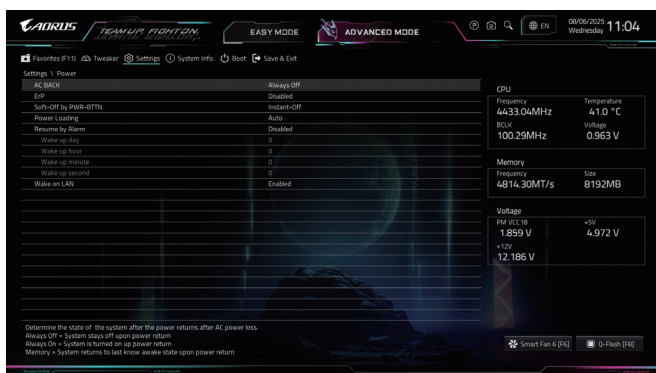 AORUS
TEAM UP. FIGHT ON.
EASY MODE
ADVANCED MODE
EN
08/06/2025
Wednesday
11:04
Favorites (F11)
Tweaker
Settings
System Info.
Boot
Save & Exit
Settings \ Power
AC BACK Always Off
ErP Disabled
Soft-Off by PWR-BTTN Instant-Off
Power Loading Auto
Resume by Alarm Disabled
Wake up day 0
Wake up hour 0
Wake up minute 0
Wake up second 0
Wake on LAN Enabled
CPU
Frequency Temperature
4433.04MHz 41.0 °C
BCLK Voltage
100.29MHz 0.963 V
Memory
Frequency Size
4814.30MT/s 8192MB
Voltage
PM VCC18 +5V
1.859 V 4.972 V
+12V
12.186 V
Determine the state of the system after the power returns after AC power loss.
Always Off = System stays off upon power return
Always On = System is turned on up power return
Memory = System returns to last know awake state upon power return
Smart Fan 6 [F6]
Q-Flash [F8]